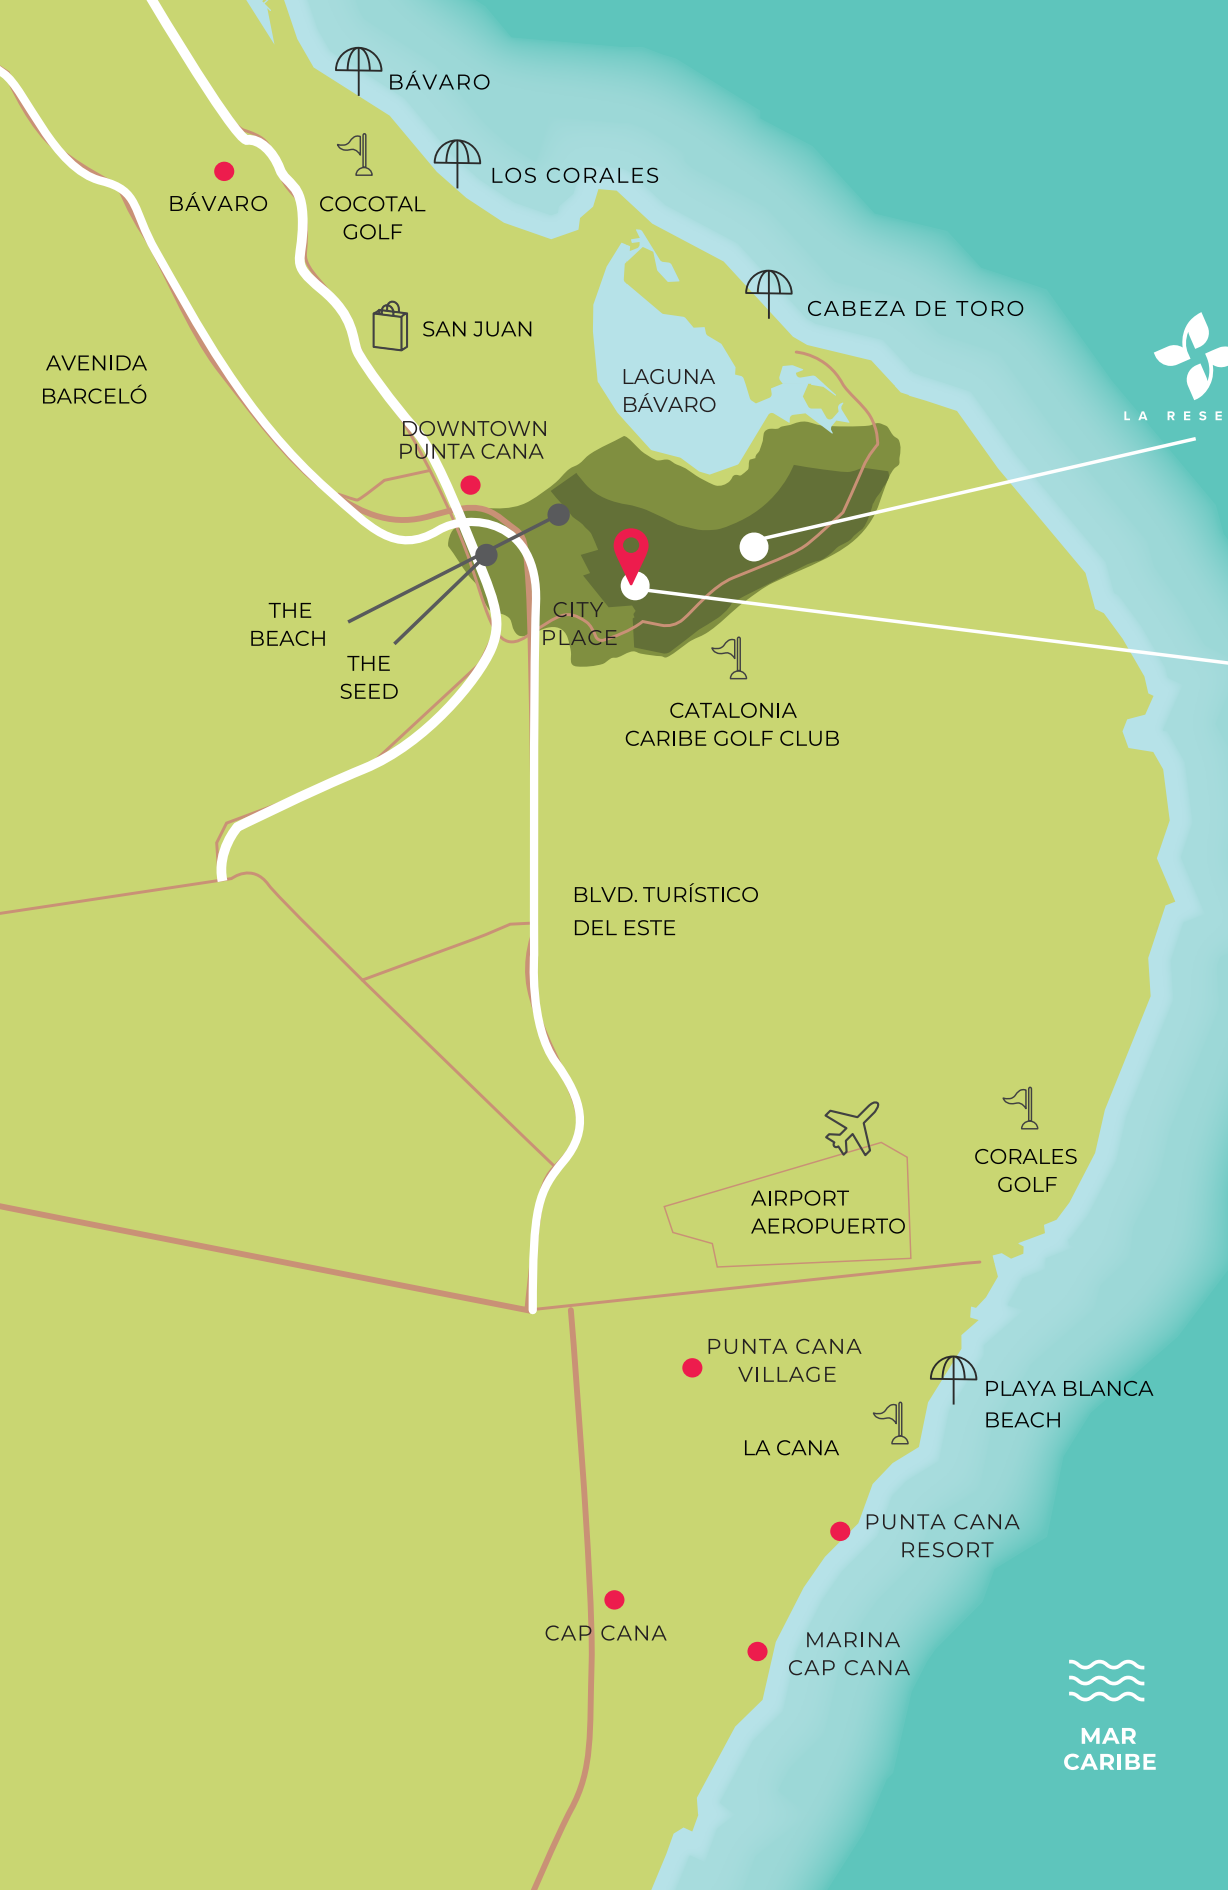 BÁVARO
LOS CORALES
BÁVARO
COCOTAL
GOLF
CABEZA DE TORO
SAN JUAN
AVENIDA
BARCELÓ
LAGUNA
BÁVARO
LA RESE
DOWNTOWN
PUNTA CANA
THE
BEACH
CITY
PLACE
THE
SEED
CATALONIA
CARIBE GOLF CLUB
BLVD. TURÍSTICO
DEL ESTE
CORALES
GOLF
AIRPORT
AEROPUERTO
PUNTA CANA
VILLAGE
PLAYA BLANCA
BEACH
LA CANA
PUNTA CANA
RESORT
CAP CANA
MARINA
CAP CANA
MAR
CARIBE